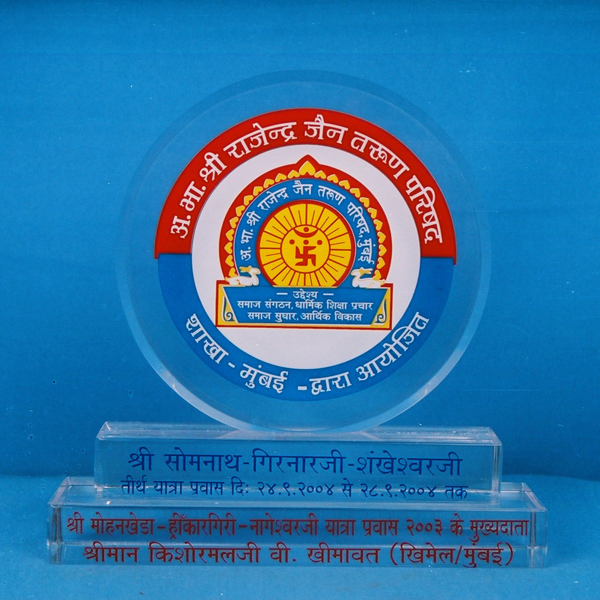 अ.भा.श्री राजेन्द्र जैन तरूण परिषद
अ.भा.श्री राजेन्द्र जैन तरूण परिषद, मुंबई
— उद्देश्य —
समाज संगठन, धार्मिक शिक्षा प्रचार
समाज सुधार, आर्थिक विकास
शाखा - मुंबई - द्वारा आयोजित
श्री सोमनाथ-गिरनारजी-शंखेश्वरजी
तीर्थ-यात्रा प्रवास दिः २४.९.२००४ से २८.९.२००४ तक
श्री मोहनखेडा-ह्रींकारगिरी-नागेश्वरजी यात्रा प्रवास २००३ के मुख्यदाता
श्रीमान किशोरमलजी वी. खीमावत (खिमेल/मुंबई)